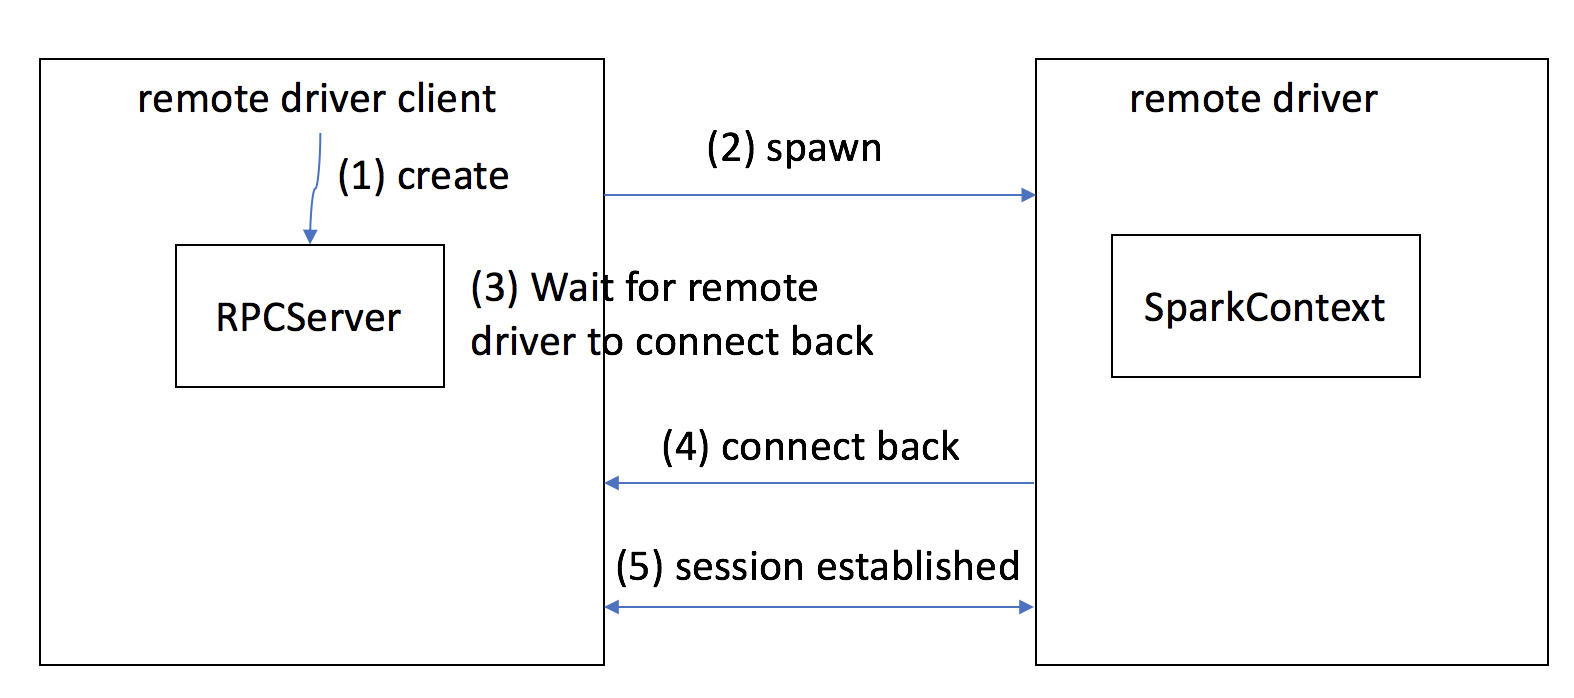 remote driver client
remote driver
(2) spawn
(1) create
(3) Wait for remote
driver to connect back
RPCServer
SparkContext
(4) connect back
(5) session established